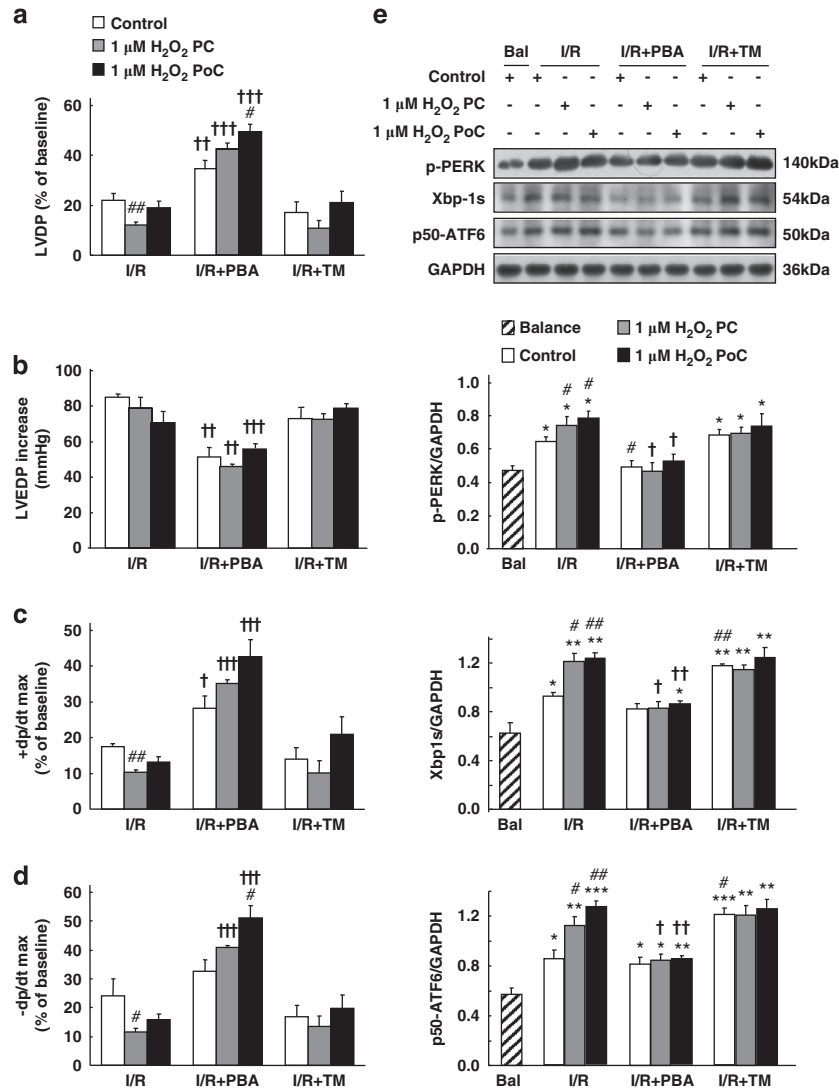 a
Control
1 µM H2O2 PC
1 µM H2O2 PoC
LVDP (% of baseline)
60
40
20
0
##
††
†††
†††
#
I/R
I/R+PBA
I/R+TM
b
LVEDP increase
(mmHg)
100
80
60
40
20
0
††
††
†††
I/R
I/R+PBA
I/R+TM
c
+dp/dt max
(% of baseline)
50
40
30
20
10
0
##
†
†††
†††
I/R
I/R+PBA
I/R+TM
d
-dp/dt max
(% of baseline)
60
50
40
30
20
10
0
#
†††
†††
#
I/R
I/R+PBA
I/R+TM
e
Bal I/R I/R+PBA I/R+TM
Control + + - - + - - + - -
1 µM H2O2 PC - - + - - + - - + -
1 µM H2O2 PoC - - - + - - + - - +
p-PERK 140kDa
Xbp-1s 54kDa
p50-ATF6 50kDa
GAPDH 36kDa
Balance
1 µM H2O2 PC
Control
1 µM H2O2 PoC
p-PERK/GAPDH
1.0
0.8
0.6
0.4
0.2
0.0
*
#
*
#
*
#
†
†
*
*
*
Bal
I/R
I/R+PBA
I/R+TM
Xbp1s/GAPDH
1.2
0.8
0.4
0.0
*
#
**
##
**
†
††
*
##
**
**
**
Bal
I/R
I/R+PBA
I/R+TM
p50-ATF6/GAPDH
1.2
0.8
0.4
0.0
*
#
**
##
***
*
†
*
††
**
#
***
**
**
Bal
I/R
I/R+PBA
I/R+TM